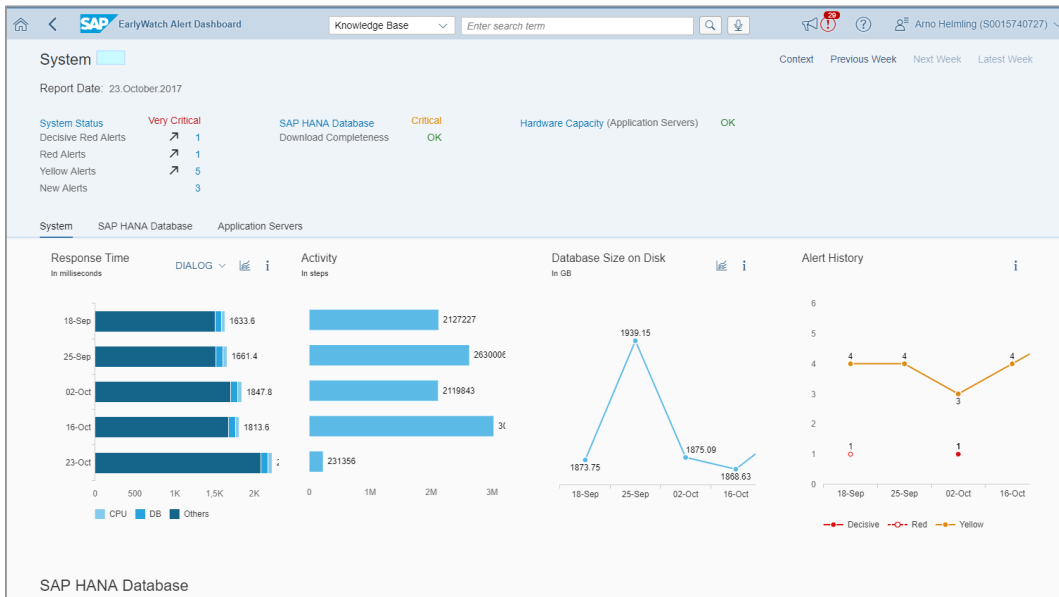 SAP EarlyWatch Alert Dashboard
Knowledge Base
Enter search term
29
Arno Helmling (S0015740727)
System
Context Previous Week Next Week Latest Week
Report Date: 23.October.2017
System Status Very Critical
Decisive Red Alerts 1
Red Alerts 1
Yellow Alerts 5
New Alerts 3
SAP HANA Database Critical
Download Completeness OK
Hardware Capacity (Application Servers) OK
System SAP HANA Database Application Servers
Response Time
In milliseconds
DIALOG
18-Sep 1633.6
25-Sep 1661.4
02-Oct 1847.8
16-Oct 1813.6
23-Oct
0 500 1K 1,5K 2K
CPU DB Others
Activity
In steps
2127227
2630006
2119843
231356
0 1M 2M 3M
Database Size on Disk
In GB
1939.15
1873.75
1875.09
1868.63
18-Sep 25-Sep 02-Oct 16-Oct
Alert History
6
5
4
3
2
1
0
4 4 3 4
1 1
18-Sep 25-Sep 02-Oct 16-Oct
Decisive Red Yellow
SAP HANA Database